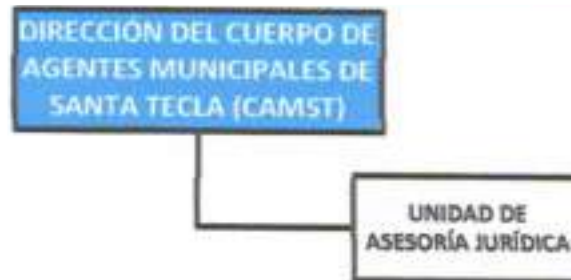 DIRECCIÓN DEL CUERPO DE
AGENTES MUNICIPALES DE
SANTA TECLA (CAMST)
UNIDAD DE
ASESORÍA JURÍDICA